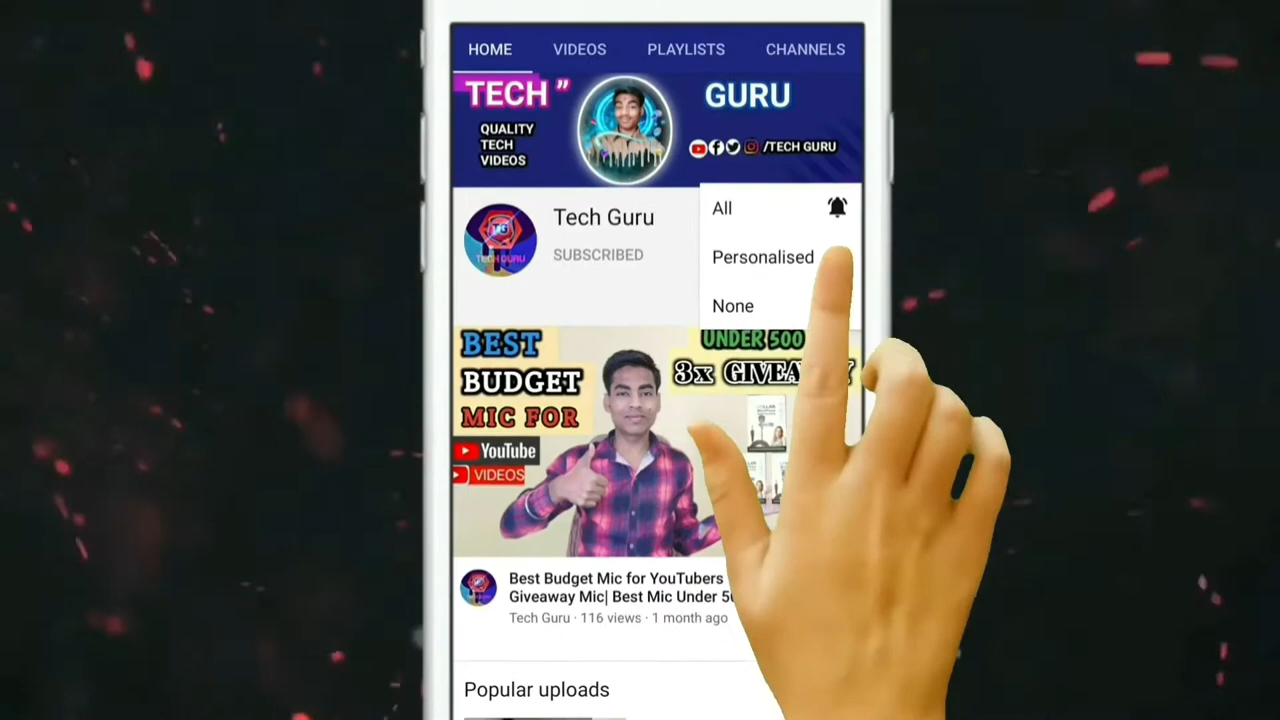 HOME VIDEOS PLAYLISTS CHANNELS
TECH ” GURU
QUALITY
TECH
VIDEOS
/TECH GURU
All
Personalised
None
Tech Guru
SUBSCRIBED
TECH GURU
BEST
BUDGET
MIC FOR
YouTube
VIDEOS
UNDER 500
3x
Best Budget Mic for YouTubers
Giveaway Mic| Best Mic Under
Tech Guru · 116 views · 1 month ago
Popular uploads